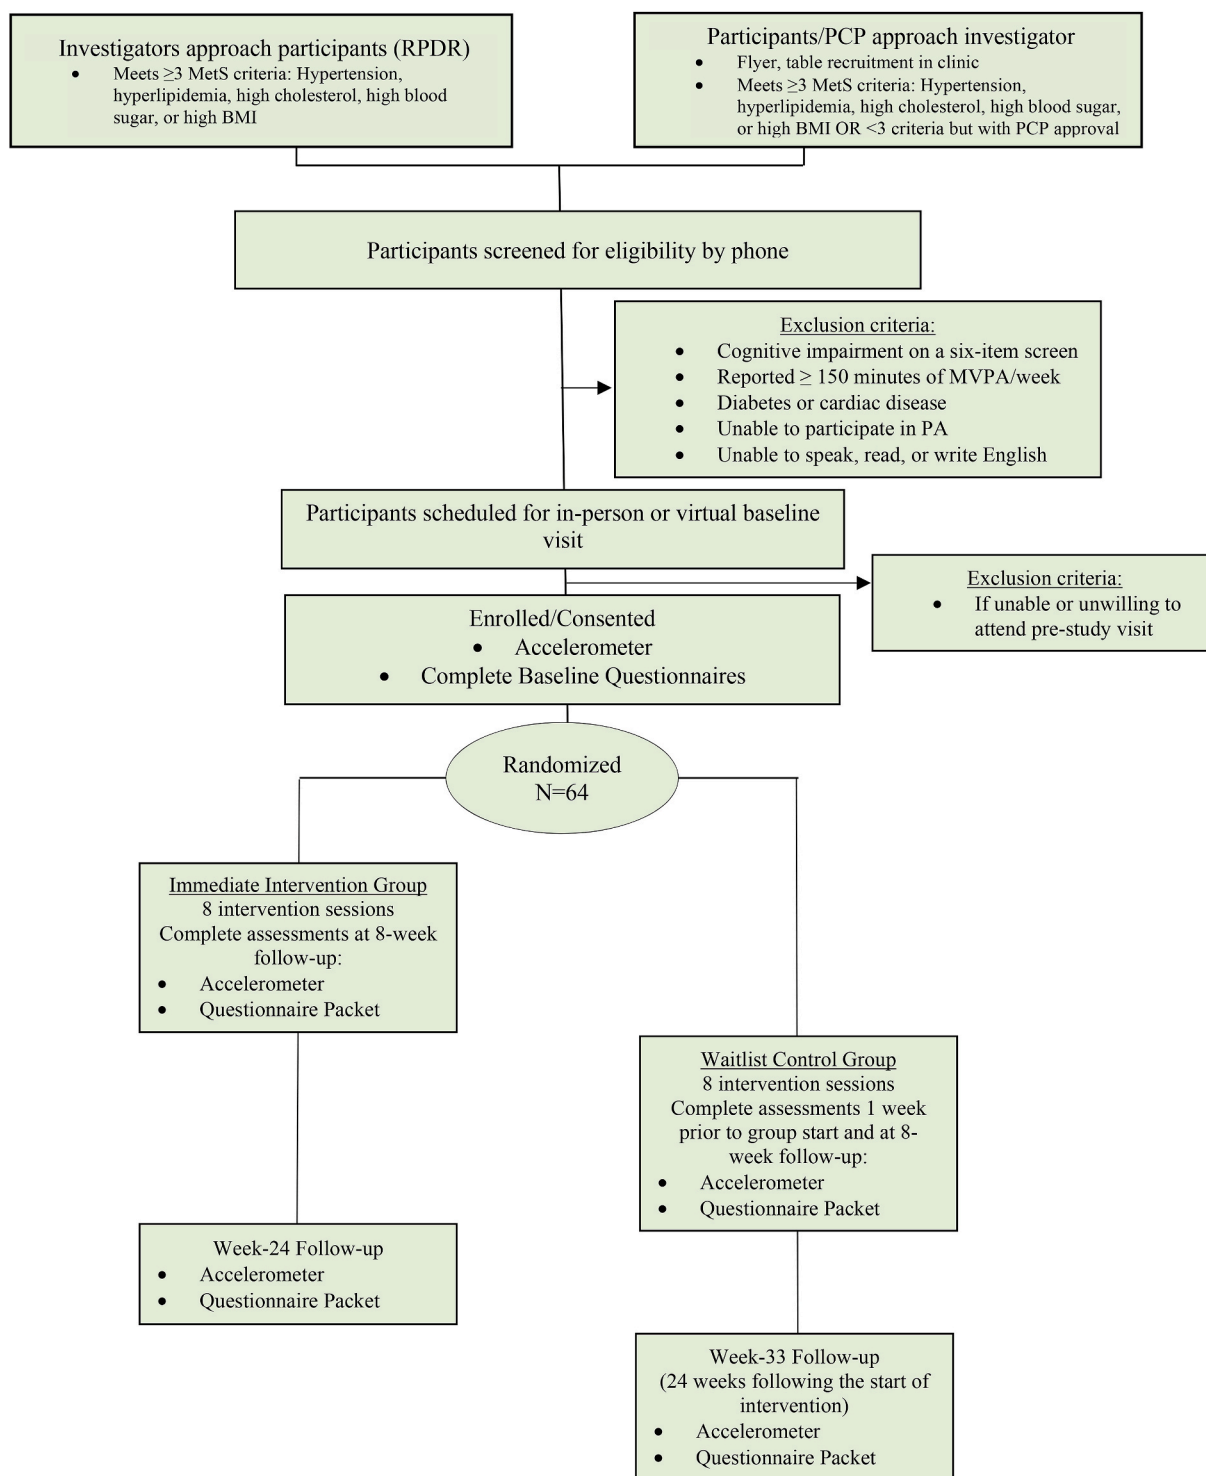 Investigators approach participants (RPDR)
• Meets ≥3 MetS criteria: Hypertension,
hyperlipidemia, high cholesterol, high blood
sugar, or high BMI
Participants/PCP approach investigator
• Flyer, table recruitment in clinic
• Meets ≥3 MetS criteria: Hypertension,
hyperlipidemia, high cholesterol, high blood sugar,
or high BMI OR <3 criteria but with PCP approval
Participants screened for eligibility by phone
Exclusion criteria:
• Cognitive impairment on a six-item screen
• Reported ≥ 150 minutes of MVPA/week
• Diabetes or cardiac disease
• Unable to participate in PA
• Unable to speak, read, or write English
Participants scheduled for in-person or virtual baseline
visit
Exclusion criteria:
• If unable or unwilling to
attend pre-study visit
Enrolled/Consented
• Accelerometer
• Complete Baseline Questionnaires
Randomized
N=64
Immediate Intervention Group
8 intervention sessions
Complete assessments at 8-week
follow-up:
• Accelerometer
• Questionnaire Packet
Waitlist Control Group
8 intervention sessions
Complete assessments 1 week
prior to group start and at 8-
week follow-up:
• Accelerometer
• Questionnaire Packet
Week-24 Follow-up
• Accelerometer
• Questionnaire Packet
Week-33 Follow-up
(24 weeks following the start of
intervention)
• Accelerometer
• Questionnaire Packet